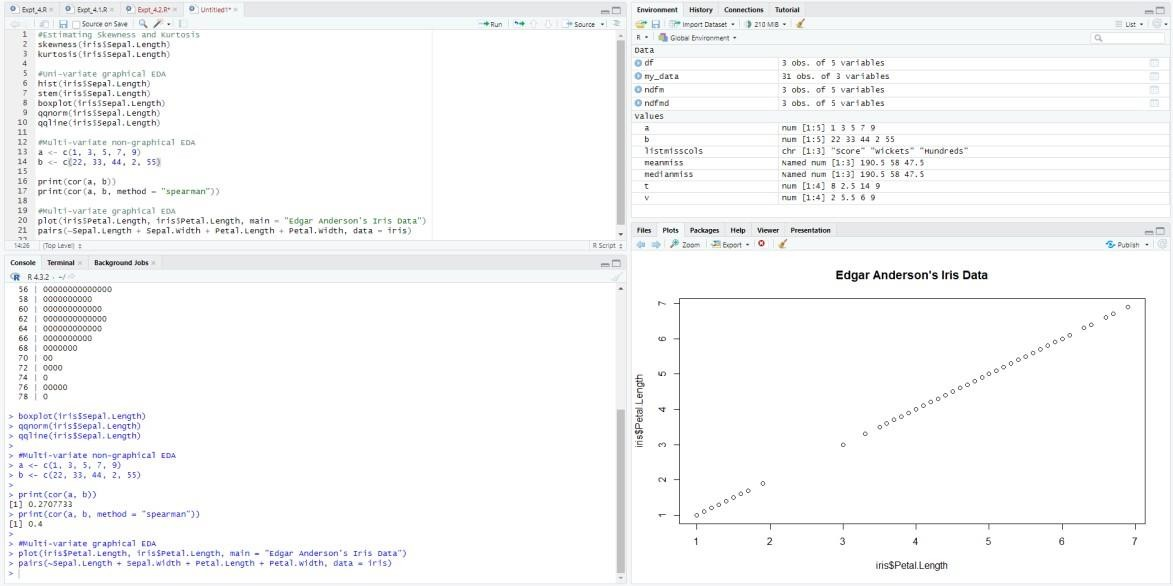 Expt_4.R × Expt_4.1.R × Expt_4.2.R* × Untitled1* ×
Source on Save Run Source
1 #Estimating Skewness and Kurtosis
2 skewness(iris$Sepal.Length)
3 kurtosis(iris$Sepal.Length)
4
5 #Uni-variate graphical EDA
6 hist(iris$Sepal.Length)
7 stem(iris$Sepal.Length)
8 boxplot(iris$Sepal.Length)
9 qqnorm(iris$Sepal.Length)
10 qqline(iris$Sepal.Length)
11
12 #Multi-variate non-graphical EDA
13 a <- c(1, 3, 5, 7, 9)
14 b <- c(22, 33, 44, 2, 55)
15
16 print(cor(a, b))
17 print(cor(a, b, method = "spearman"))
18
19 #Multi-variate graphical EDA
20 plot(iris$Petal.Length, iris$Petal.Length, main = "Edgar Anderson's Iris Data")
21 pairs(~Sepal.Length + Sepal.Width + Petal.Length + Petal.Width, data = iris)
22
14:26 (Top Level) R Script
Console Terminal × Background Jobs ×
R 4.3.2 · ~/
56 | 00000000000000
58 | 0000000000
60 | 000000000000
62 | 0000000000000
64 | 000000000000
66 | 0000000000
68 | 0000000
70 | 00
72 | 0000
74 | 0
76 | 00000
78 | 0
> boxplot(iris$Sepal.Length)
> qqnorm(iris$Sepal.Length)
> qqline(iris$Sepal.Length)
>
> #Multi-variate non-graphical EDA
> a <- c(1, 3, 5, 7, 9)
> b <- c(22, 33, 44, 2, 55)
>
> print(cor(a, b))
[1] 0.2707733
> print(cor(a, b, method = "spearman"))
[1] 0.4
>
> #Multi-variate graphical EDA
> plot(iris$Petal.Length, iris$Petal.Length, main = "Edgar Anderson's Iris Data")
> pairs(~Sepal.Length + Sepal.Width + Petal.Length + Petal.Width, data = iris)
>
Environment History Connections Tutorial
Import Dataset 210 MiB List
R Global Environment
Data
df 3 obs. of 5 variables
my_data 31 obs. of 3 variables
ndfm 3 obs. of 5 variables
ndfmd 3 obs. of 5 variables
Values
a num [1:5] 1 3 5 7 9
b num [1:5] 22 33 44 2 55
listmisscols chr [1:3] "Score" "Wickets" "Hundreds"
meanmiss Named num [1:3] 190.5 58 47.5
medianmiss Named num [1:3] 190.5 58 47.5
t num [1:4] 8 2.5 14 9
v num [1:4] 2 5.5 6 9
Files Plots Packages Help Viewer Presentation
Zoom Export Publish
Edgar Anderson's Iris Data
iris$Petal.Length
7
6
5
4
3
2
1
1 2 3 4 5 6 7
iris$Petal.Length